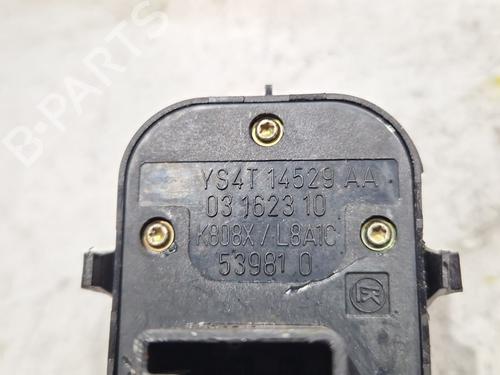 B-PARTS
YS4T 14529 AA
03 1623 10
K808X / L8A1C
53981 0
K